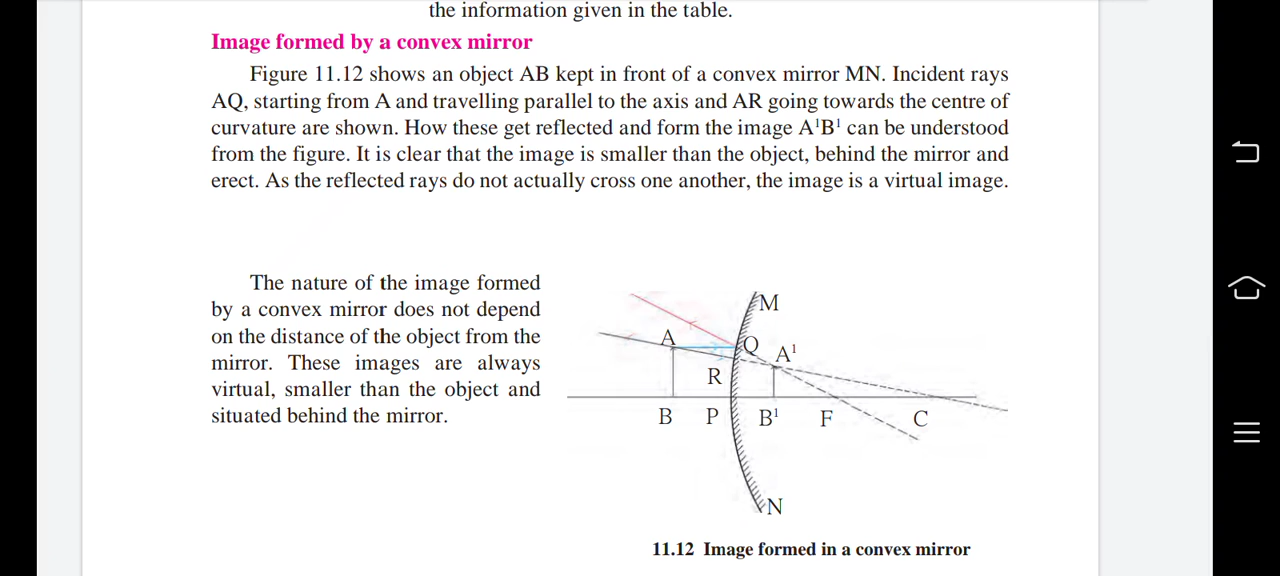 the information given in the table.
Image formed by a convex mirror
Figure 11.12 shows an object AB kept in front of a convex mirror MN. Incident rays
AQ, starting from A and travelling parallel to the axis and AR going towards the centre of
curvature are shown. How these get reflected and form the image A¹B¹ can be understood
from the figure. It is clear that the image is smaller than the object, behind the mirror and
erect. As the reflected rays do not actually cross one another, the image is a virtual image.
The nature of the image formed
by a convex mirror does not depend
on the distance of the object from the
mirror. These images are always
virtual, smaller than the object and
situated behind the mirror.
M
A Q A¹
R
B P B¹ F C
N
11.12 Image formed in a convex mirror